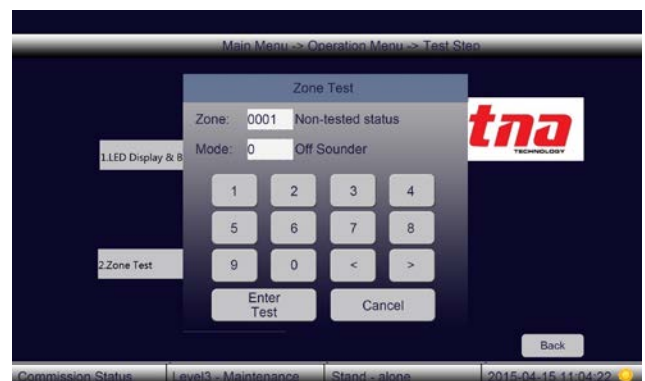 Main Menu -> Operation Menu -> Test Step
Zone Test
Zone: 0001 Non-tested status
Mode: 0 Off Sounder
tna
TECHNOLOGY
1.LED Display & B
1 2 3 4
5 6 7 8
2.Zone Test
9 0 < >
Enter Test
Cancel
Back
Commission Status Level3 - Maintenance Stand - alone 2015-04-15 11:04:22